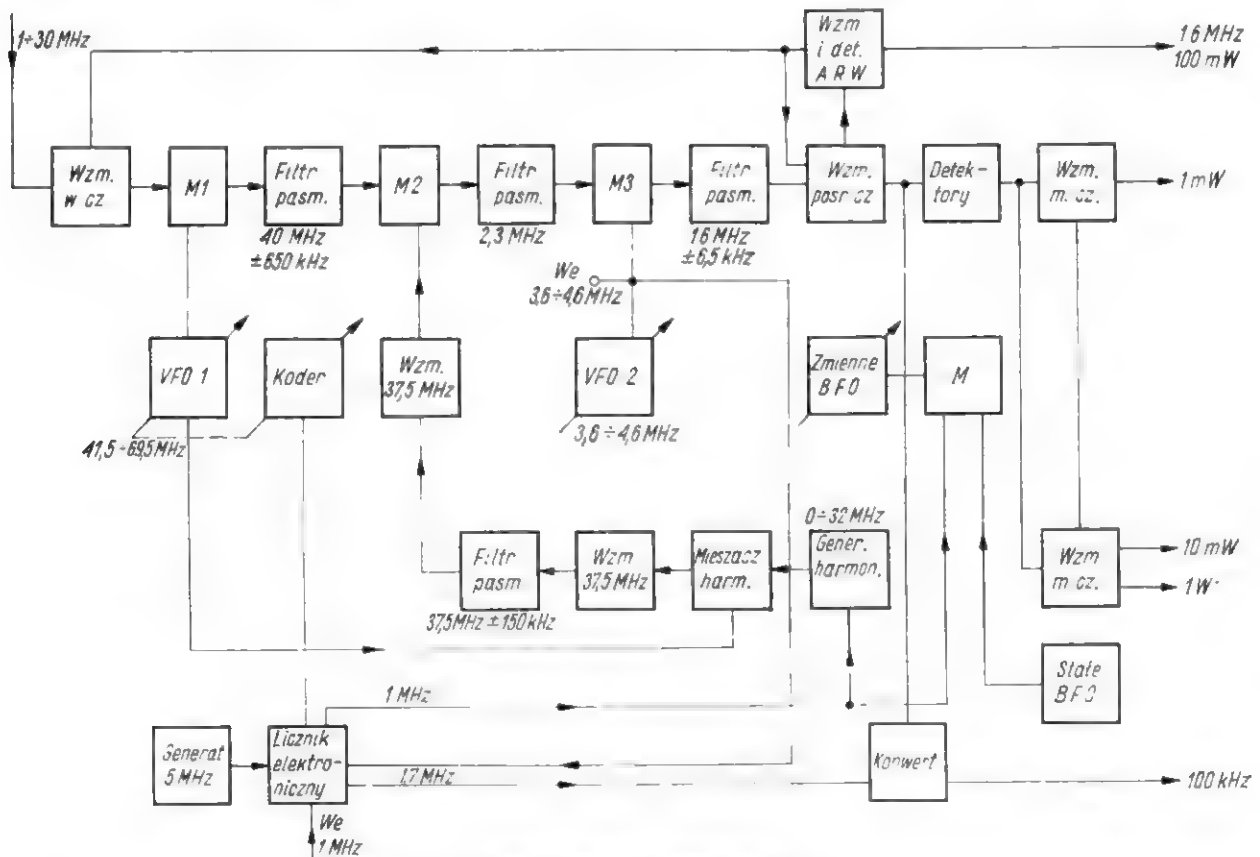 1÷30 MHz
Wzm
i det.
ARW
1.6 MHz
100 mW
Wzm.
w cz.
M1
Filtr
pasm.
40 MHz
±650 kHz
M2
Filtr
pasm.
2,3 MHz
M3
Filtr
pasm.
1.6 MHz
±6,5 kHz
Wzm.
pośr. cz
Detek-
tory
Wzm.
m. cz.
1 mW
We
3,6÷4,6 MHz
VFO 1
41,5÷69,5 MHz
Koder
Wzm.
37,5 MHz
VFO 2
3,6÷4,6 MHz
Zmienne
BFO
M
Filtr
pasm
37,5 MHz ±150 kHz
Wzm
37,5 MHz
Mieszacz
harm.
0÷32 MHz
Gener.
harmon.
Wzm
m. cz.
10 mW
1 W
Stałe
BFO
1 MHz
Generat
5 MHz
Licznik
elektro-
niczny
1,7 MHz
Konwert
100 kHz
We
1 MHz